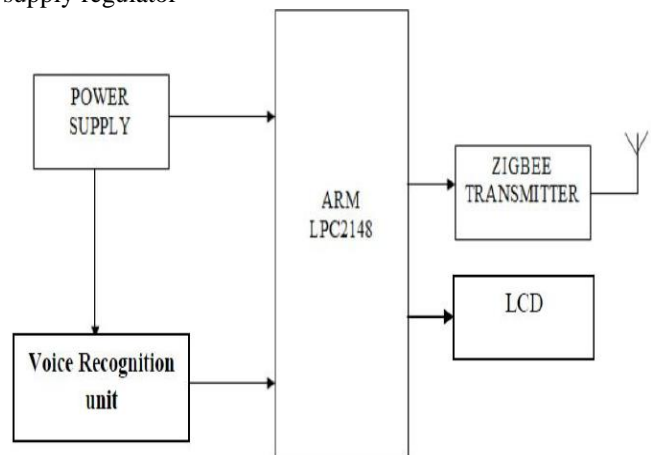 supply regulator
POWER
SUPPLY
ARM
LPC2148
ZIGBEE
TRANSMITTER
LCD
Voice Recognition
unit